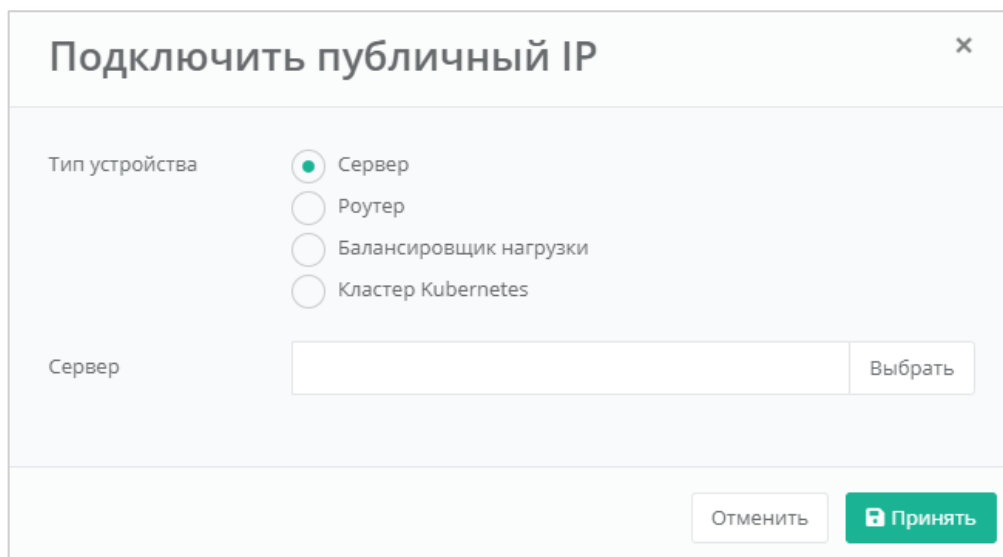 Подключить публичный IP
Тип устройства
Сервер
Роутер
Балансировщик нагрузки
Кластер Kubernetes
Сервер
Выбрать
Отменить
Принять